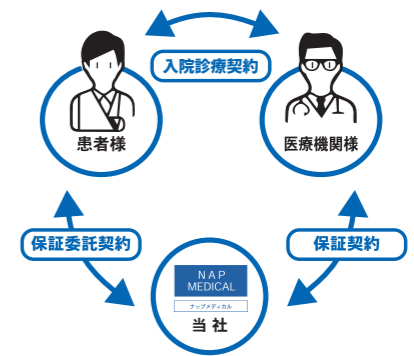 入院診療契約
患者様
医療機関様
保証委託契約
保証契約
NAP
MEDICAL
ナップメディカル
当社